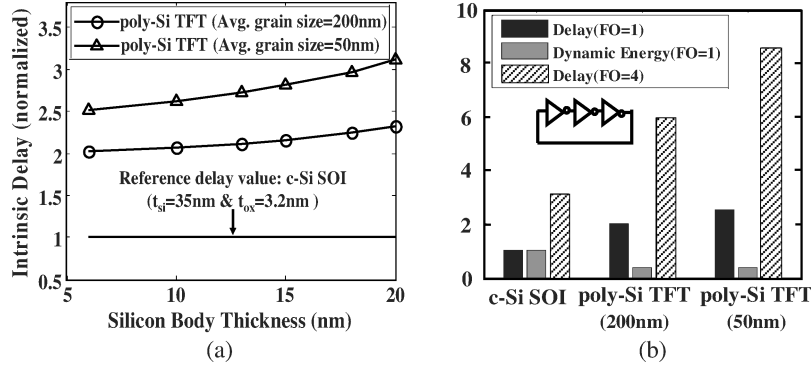 (a)
poly-Si TFT (Avg. grain size=200nm)
poly-Si TFT (Avg. grain size=50nm)
Intrinsic Delay (normalized)
3.5
3
2.5
2
1.5
1
0.5
Reference delay value: c-Si SOI
(tsi=35nm & tox=3.2nm )
5
10
15
20
Silicon Body Thickness (nm)
(a)
(b)
10
8
6
4
2
0
Delay(FO=1)
Dynamic Energy(FO=1)
Delay(FO=4)
c-Si SOI
poly-Si TFT
(200nm)
poly-Si TFT
(50nm)
(b)